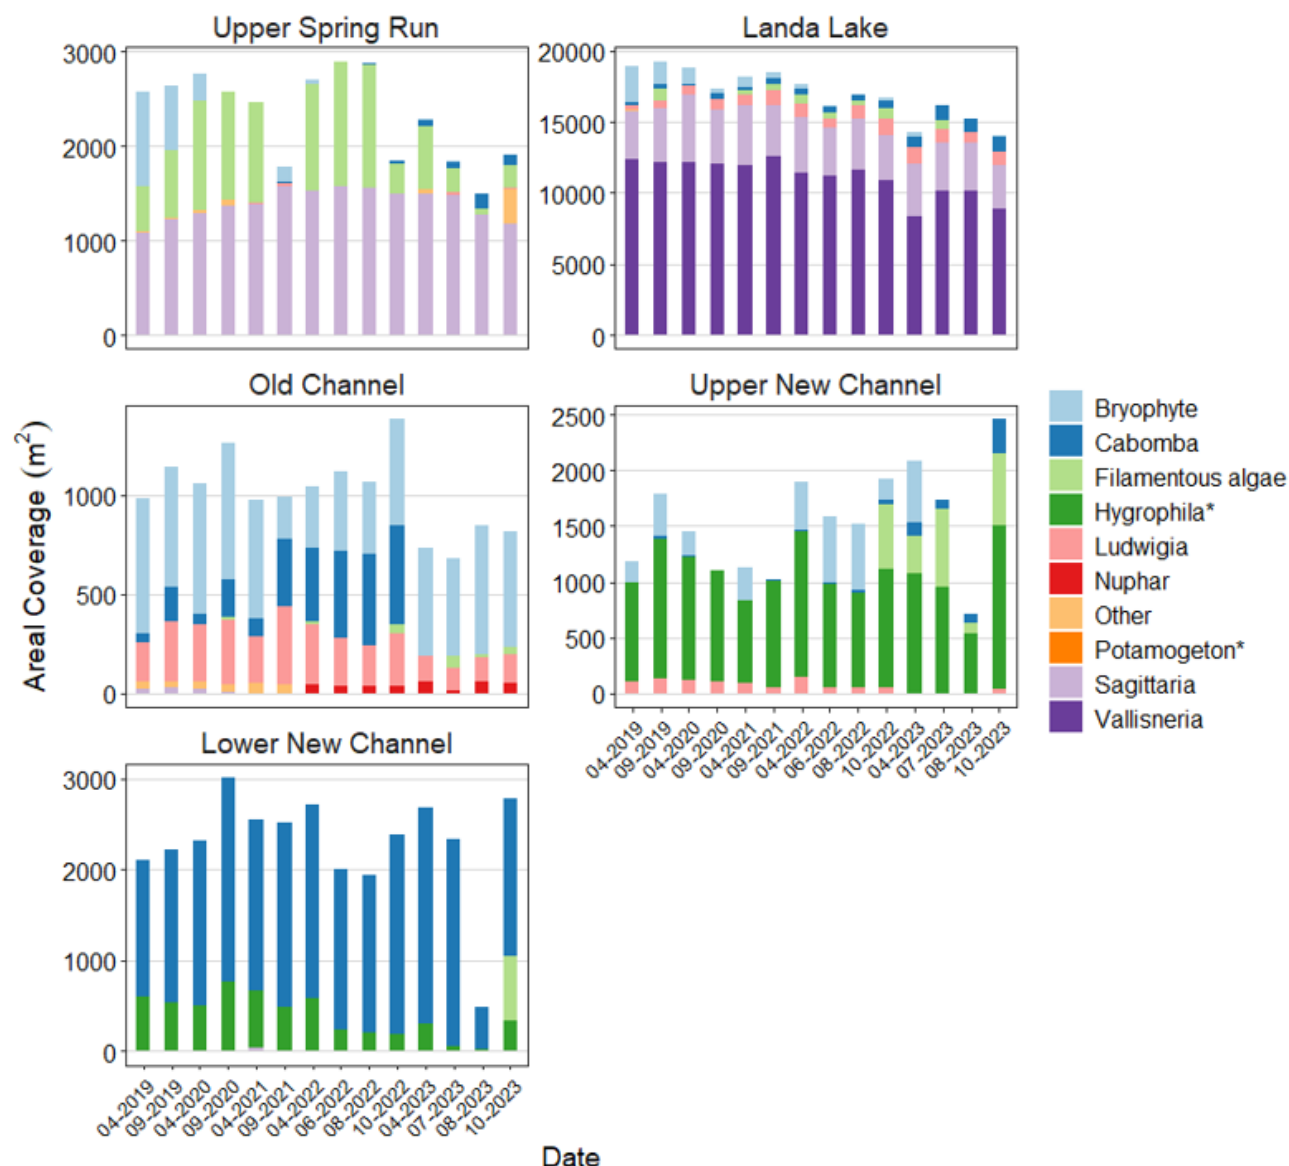 Upper Spring Run
Landa Lake
3000
2000
1000
0
20000
15000
10000
5000
0
Old Channel
Upper New Channel
1000
500
0
2500
2000
1500
1000
500
0
04-2019
09-2019
04-2020
09-2020
04-2021
09-2021
04-2022
06-2022
08-2022
10-2022
04-2023
07-2023
08-2023
10-2023
Areal Coverage (m²)
Bryophyte
Cabomba
Filamentous algae
Hygrophila*
Ludwigia
Nuphar
Other
Potamogeton*
Sagittaria
Vallisneria
Lower New Channel
3000
2000
1000
0
04-2019
09-2019
04-2020
09-2020
04-2021
09-2021
04-2022
06-2022
08-2022
10-2022
04-2023
07-2023
08-2023
10-2023
Date